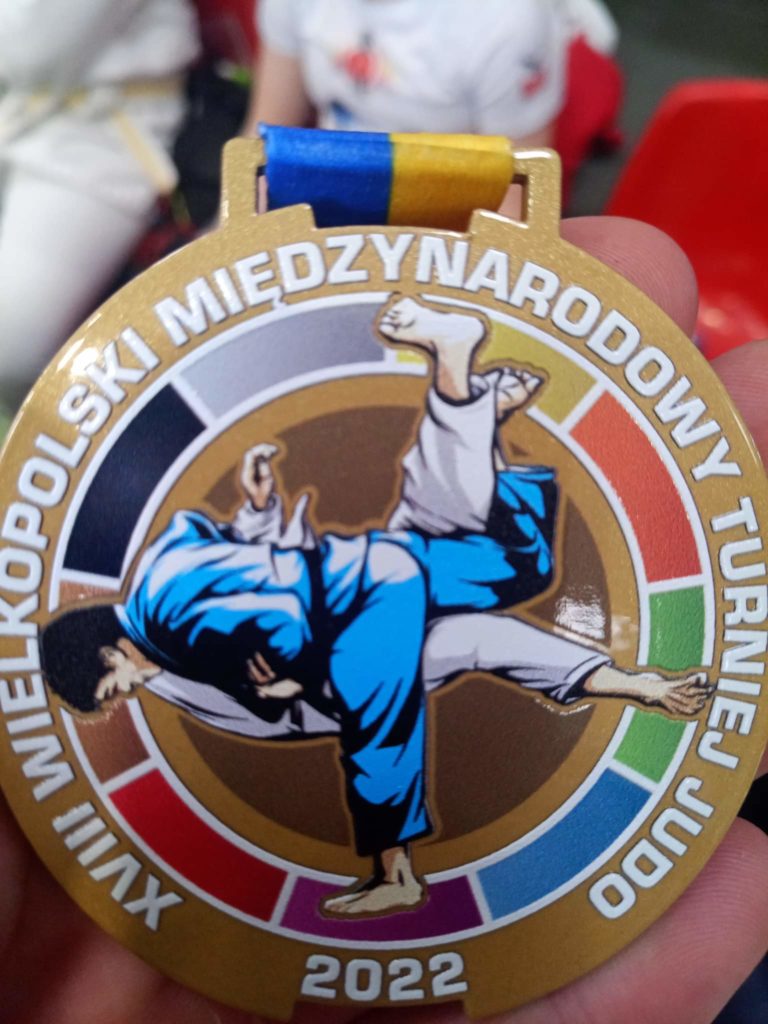 XVIII WIELKOPOLSKI MIĘDZYNARODOWY TURNIEJ JUDO
2022